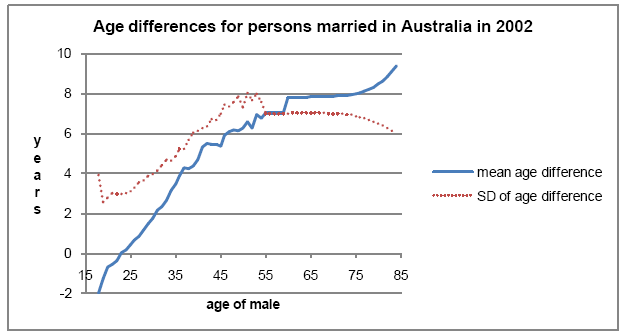 Age differences for persons married in Australia in 2002
10
8
6
4
2
0
-2
years
15 25 35 45 55 65 75 85
age of male
mean age difference
SD of age difference